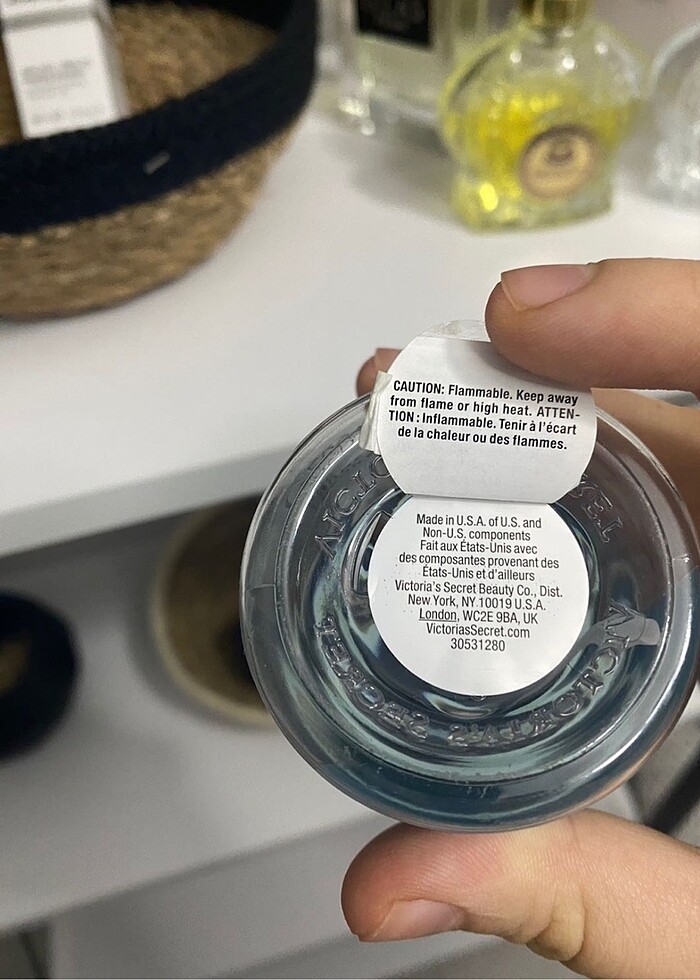 CAUTION: Flammable. Keep away
from flame or high heat. ATTEN-
TION : Inflammable. Tenir à l'écart
de la chaleur ou des flammes.
Made in U.S.A. of U.S. and
Non-U.S. components
Fait aux États-Unis avec
des composantes provenant des
États-Unis et d'ailleurs
Victoria's Secret Beauty Co., Dist.
New York, NY 10019 U.S.A.
London, WC2E 9BA, UK
VictoriasSecret.com
30531280
VICTORIA'S SECRET